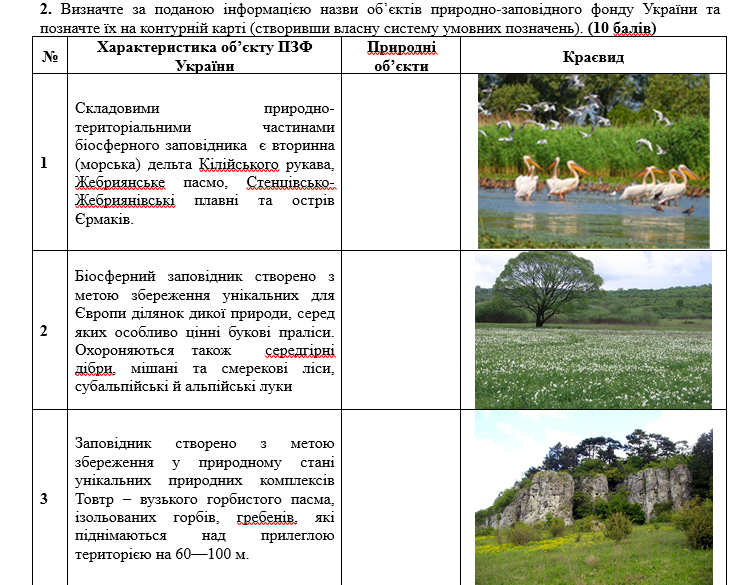 2. Визначте за поданою інформацією назви об’єктів природно-заповідного фонду України та
позначте їх на контурній карті (створивши власну систему умовних позначень). (10 балів)
№
Характеристика об’єкту ПЗФ
України
Природні
об’єкти
Краєвид
1
Складовими природно-
територіальними частинами
біосферного заповідника є вторинна
(морська) дельта Кілійського рукава,
Жебриянське пасмо, Стенцівсько-
Жебриянівські плавні та острів
Єрмаків.
2
Біосферний заповідник створено з
метою збереження унікальних для
Європи ділянок дикої природи, серед
яких особливо цінні букові праліси.
Охороняються також середгірні
дібри, мішані та смерекові ліси,
субальпійські й альпійські луки
3
Заповідник створено з метою
збереження у природному стані
унікальних природних комплексів
Товтр – вузького горбистого пасма,
ізольованих горбів, гребенів, які
піднімаються над прилеглою
територією на 60—100 м.